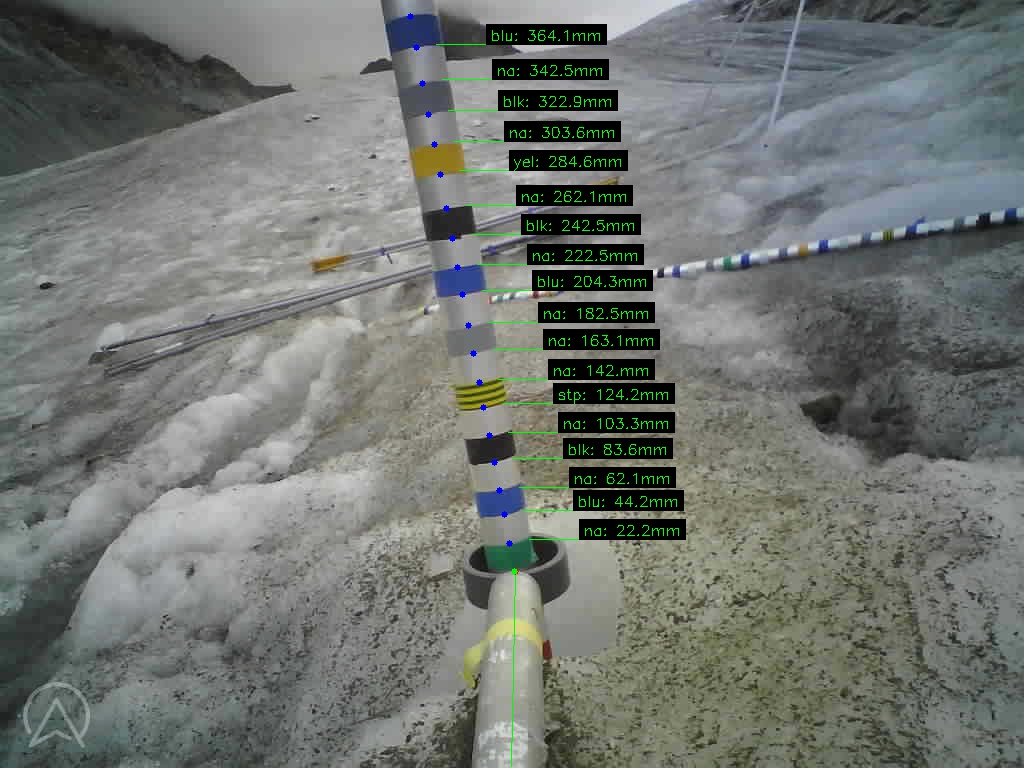 blu: 364.1mm
na: 342.5mm
blk: 322.9mm
na: 303.6mm
yel: 284.6mm
na: 262.1mm
blk: 242.5mm
na: 222.5mm
blu: 204.3mm
na: 182.5mm
na: 163.1mm
na: 142.mm
stp: 124.2mm
na: 103.3mm
blk: 83.6mm
na: 62.1mm
blu: 44.2mm
na: 22.2mm